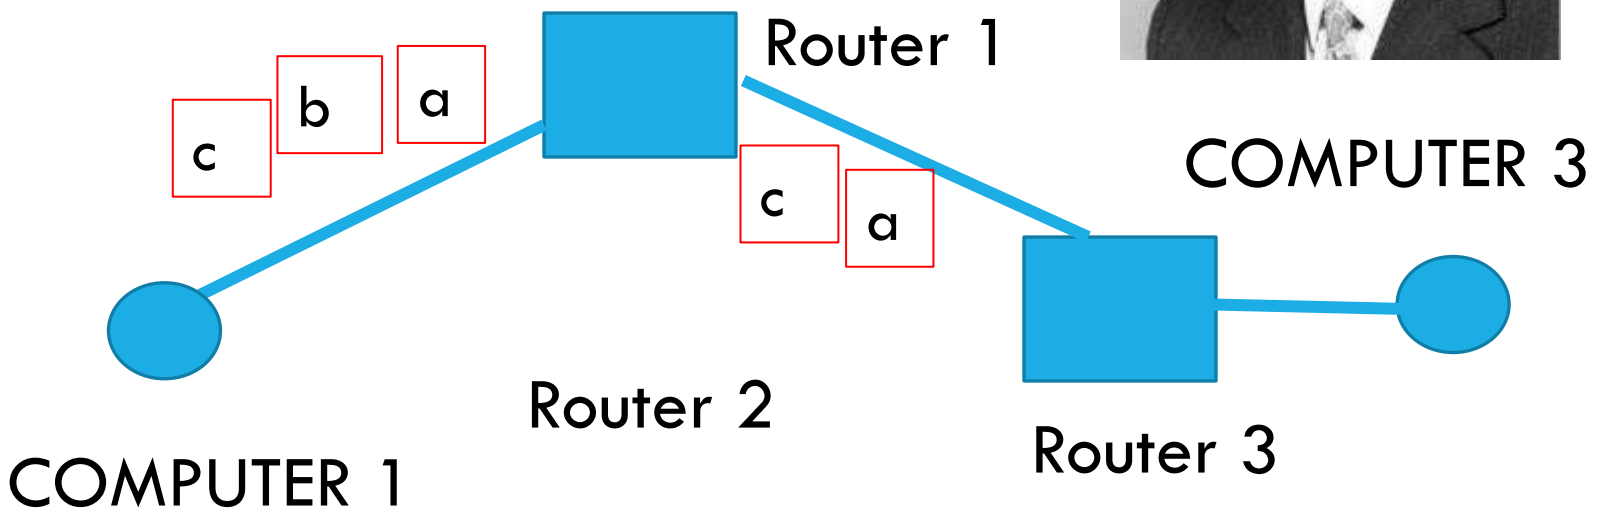 Router 1
a
b
c
COMPUTER 3
c
a
Router 2
Router 3
COMPUTER 1